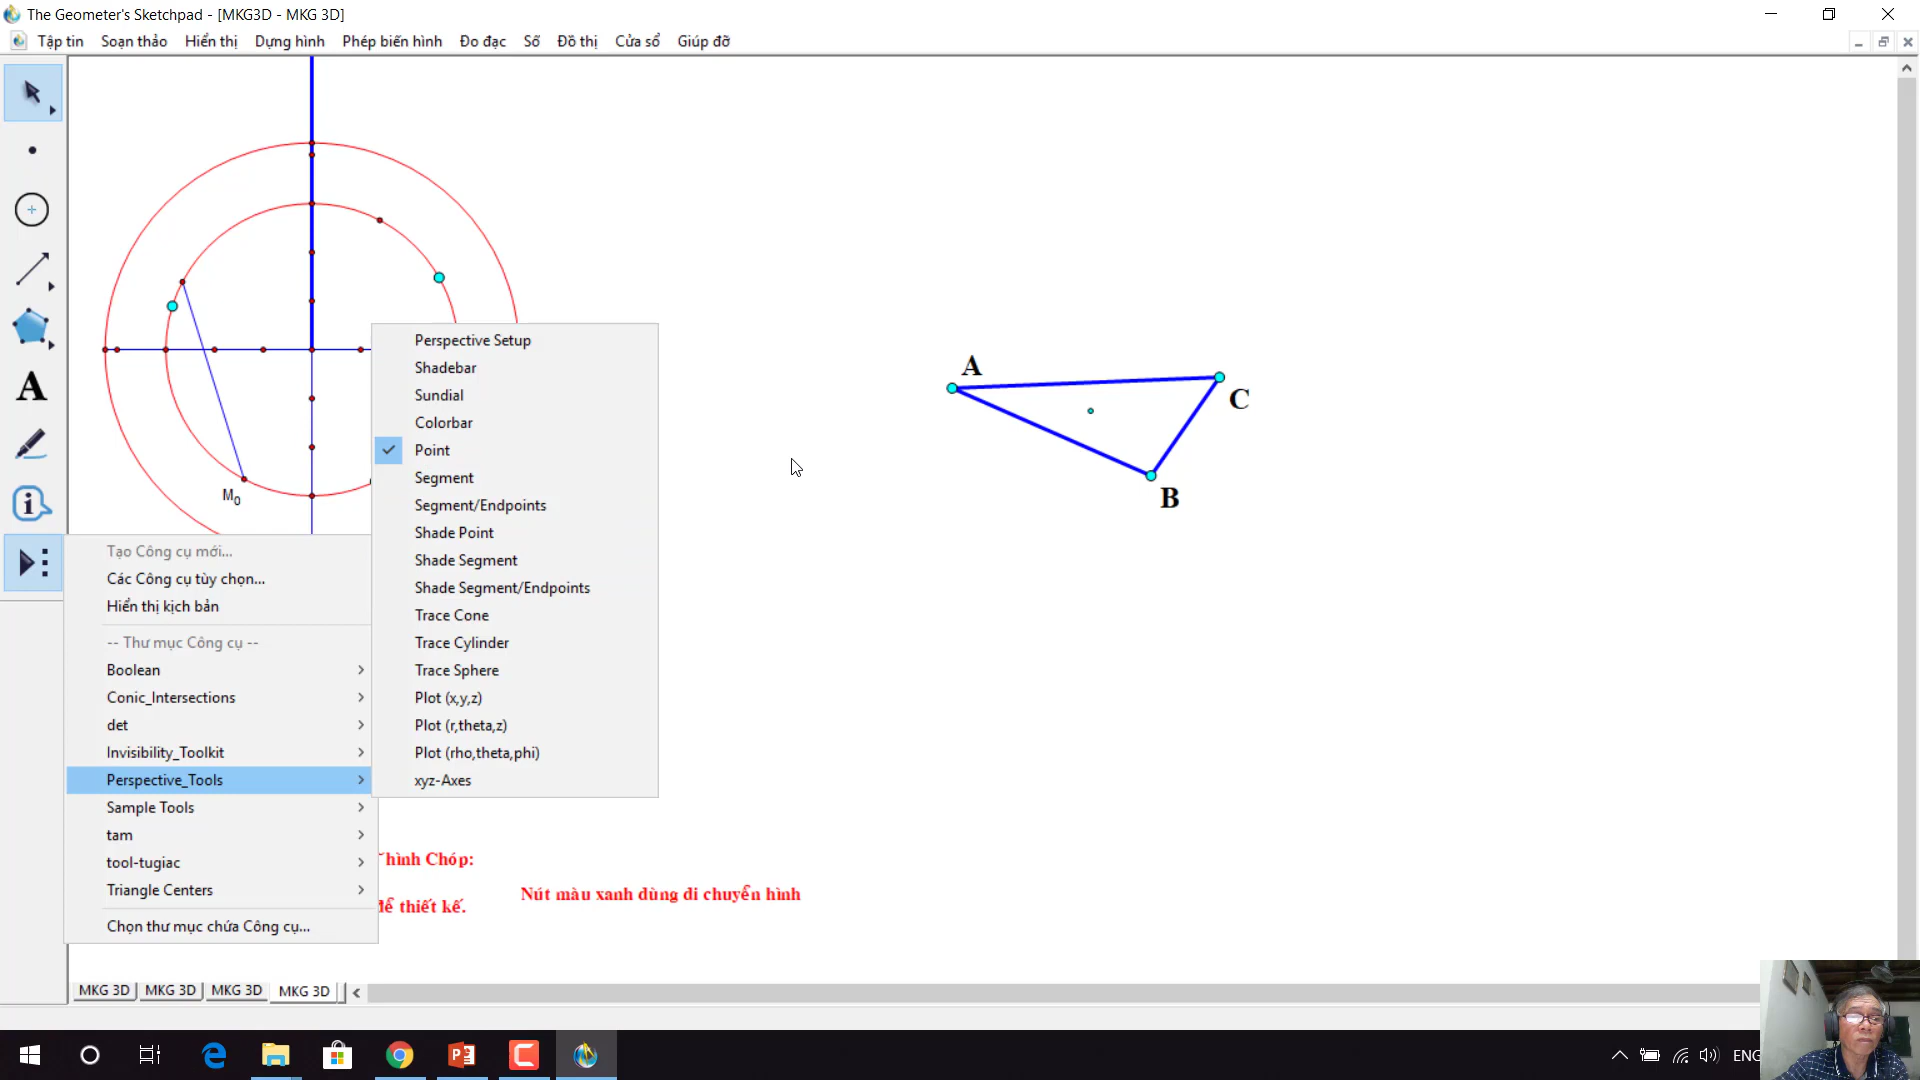 The Geometer's Sketchpad - [MKG3D - MKG 3D]
Tập tin Soạn thảo Hiển thị Dựng hình Phép biến hình Đo đạc Số Đồ thị Cửa sổ Giúp đỡ
A
C
B
M0
Perspective Setup
Shadebar
Sundial
Colorbar
Point
Segment
Segment/Endpoints
Shade Point
Shade Segment
Shade Segment/Endpoints
Trace Cone
Trace Cylinder
Trace Sphere
Plot (x,y,z)
Plot (r,theta,z)
Plot (rho,theta,phi)
xyz-Axes
A
Tạo Công cụ mới...
Các Công cụ tùy chọn...
Hiển thị kịch bản
-- Thư mục Công cụ --
Boolean
Conic_Intersections
det
Invisibility_Toolkit
Perspective_Tools
Sample Tools
tam
tool-tugiac
Triangle Centers
Chọn thư mục chứa Công cụ...
hình Chóp:
để thiết kế.
Nút màu xanh dùng di chuyển hình
MKG 3D MKG 3D MKG 3D MKG 3D
ENG